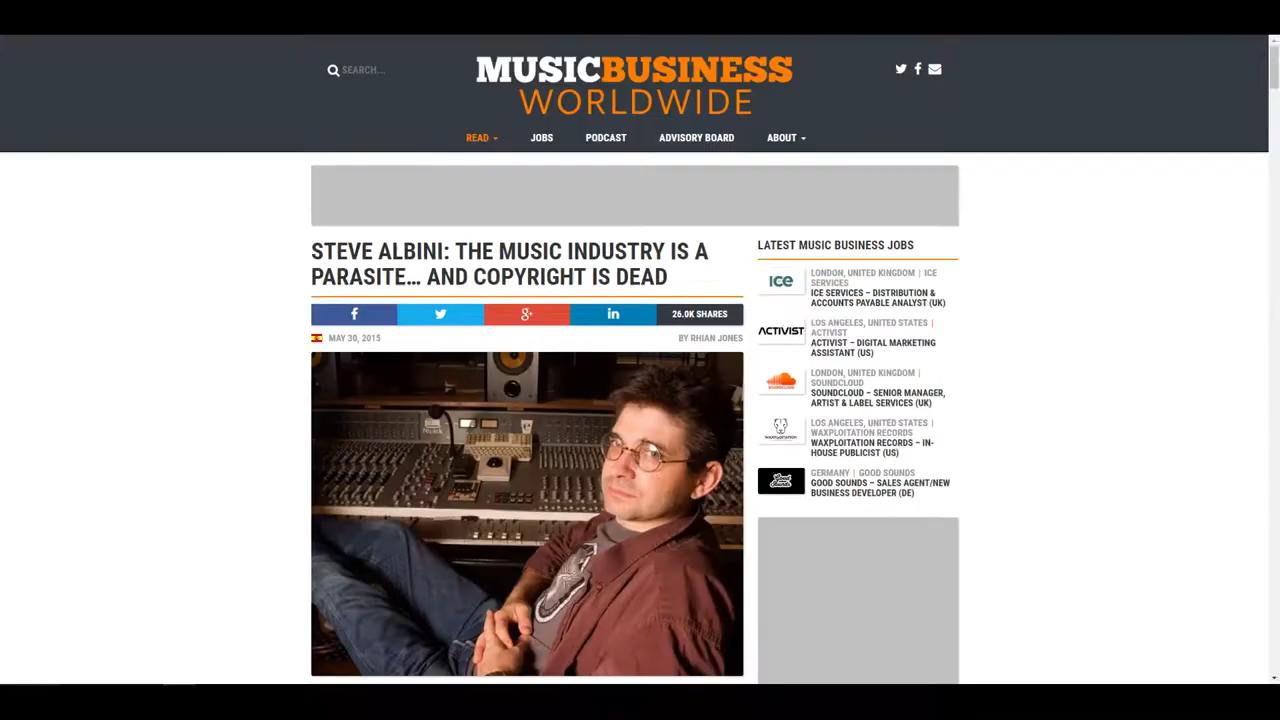 SEARCH...
MUSICBUSINESS
WORLDWIDE
READ
JOBS
PODCAST
ADVISORY BOARD
ABOUT
STEVE ALBINI: THE MUSIC INDUSTRY IS A
PARASITE… AND COPYRIGHT IS DEAD
26.0K SHARES
MAY 30, 2015
BY RHIAN JONES
LATEST MUSIC BUSINESS JOBS
ICE
LONDON, UNITED KINGDOM | ICE
SERVICES
ICE SERVICES – DISTRIBUTION &
ACCOUNTS PAYABLE ANALYST (UK)
ACTIVIST
LOS ANGELES, UNITED STATES |
ACTIVIST
ACTIVIST – DIGITAL MARKETING
ASSISTANT (US)
SOUNDCLOUD
LONDON, UNITED KINGDOM |
SOUNDCLOUD
SOUNDCLOUD – SENIOR MANAGER,
ARTIST & LABEL SERVICES (UK)
WAXPLOITATION
LOS ANGELES, UNITED STATES |
WAXPLOITATION RECORDS
WAXPLOITATION RECORDS – IN-
HOUSE PUBLICIST (US)
Good Sounds
GERMANY | GOOD SOUNDS
GOOD SOUNDS – SALES AGENT/NEW
BUSINESS DEVELOPER (DE)